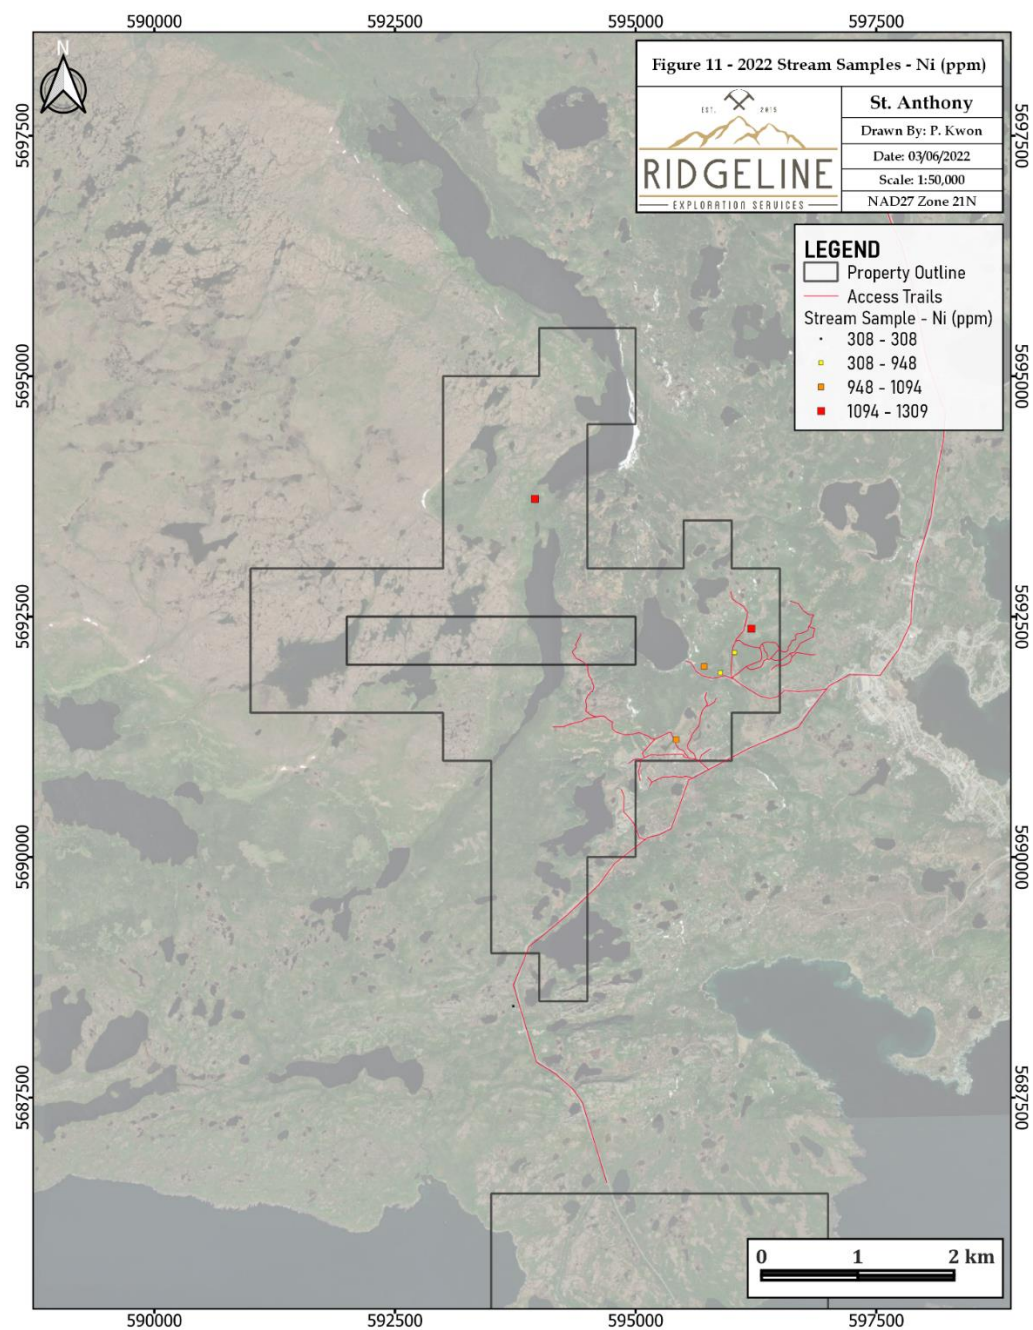 590000 592500 595000 597500
N
Figure 11 - 2022 Stream Samples - Ni (ppm)
EST. 2015
RIDGELINE
EXPLORATION SERVICES
St. Anthony
Drawn By: P. Kwon
Date: 03/06/2022
Scale: 1:50,000
NAD27 Zone 21N
LEGEND
Property Outline
Access Trails
Stream Sample - Ni (ppm)
308 - 308
308 - 948
948 - 1094
1094 - 1309
5697500 5697500
5695000 5695000
5692500 5692500
5690000 5690000
5687500 5687500
0 1 2 km
590000 592500 595000 597500